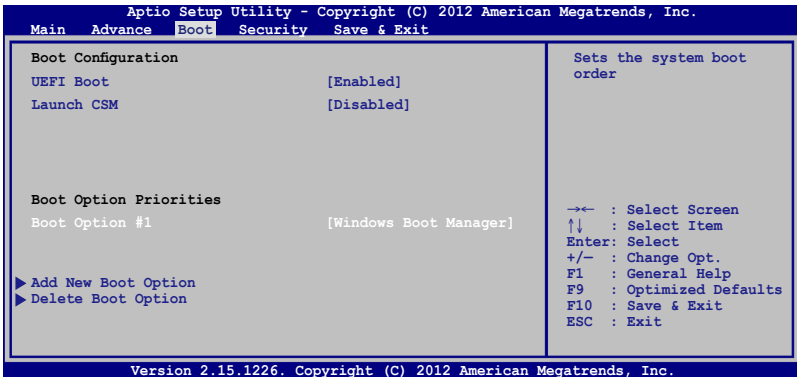 Aptio Setup Utility - Copyright (C) 2012 American Megatrends, Inc.
Main Advance Boot Security Save & Exit
Boot Configuration
UEFI Boot [Enabled]
Launch CSM [Disabled]
Boot Option Priorities
Boot Option #1 [Windows Boot Manager]
Add New Boot Option
Delete Boot Option
Sets the system boot
order
→← : Select Screen
↑↓ : Select Item
Enter: Select
+/— : Change Opt.
F1 : General Help
F9 : Optimized Defaults
F10 : Save & Exit
ESC : Exit
Version 2.15.1226. Copyright (C) 2012 American Megatrends, Inc.